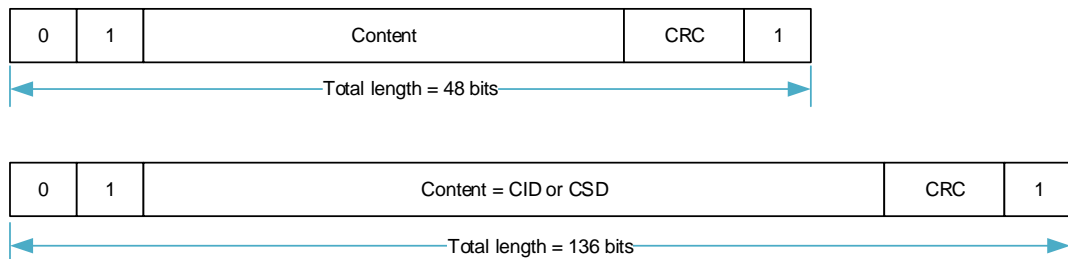 0 1 Content CRC 1
Total length = 48 bits
0 1 Content = CID or CSD CRC 1
Total length = 136 bits